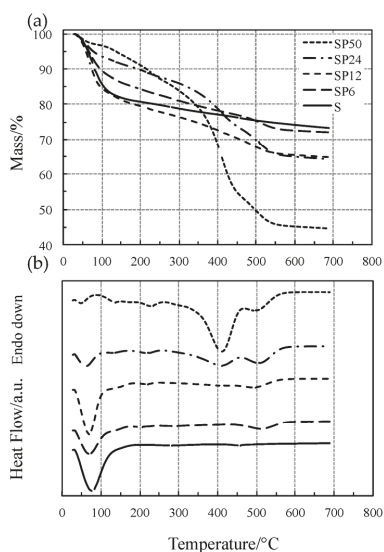 (a)
Mass/%
100
90
80
70
60
50
40
SP50
SP24
SP12
SP6
S
0 100 200 300 400 500 600 700 800
(b)
Heat Flow/a.u. Endo down
0 100 200 300 400 500 600 700 800
Temperature/°C